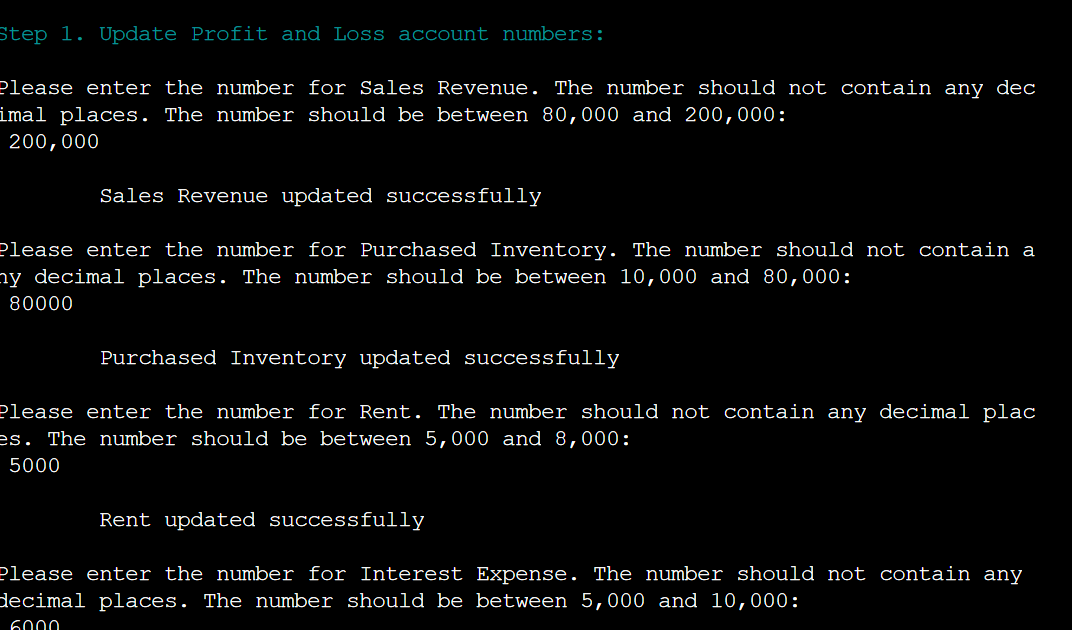 Step 1. Update Profit and Loss account numbers:
Please enter the number for Sales Revenue. The number should not contain any dec
imal places. The number should be between 80,000 and 200,000:
200,000
Sales Revenue updated successfully
Please enter the number for Purchased Inventory. The number should not contain a
ny decimal places. The number should be between 10,000 and 80,000:
80000
Purchased Inventory updated successfully
Please enter the number for Rent. The number should not contain any decimal plac
es. The number should be between 5,000 and 8,000:
5000
Rent updated successfully
Please enter the number for Interest Expense. The number should not contain any
decimal places. The number should be between 5,000 and 10,000:
6000